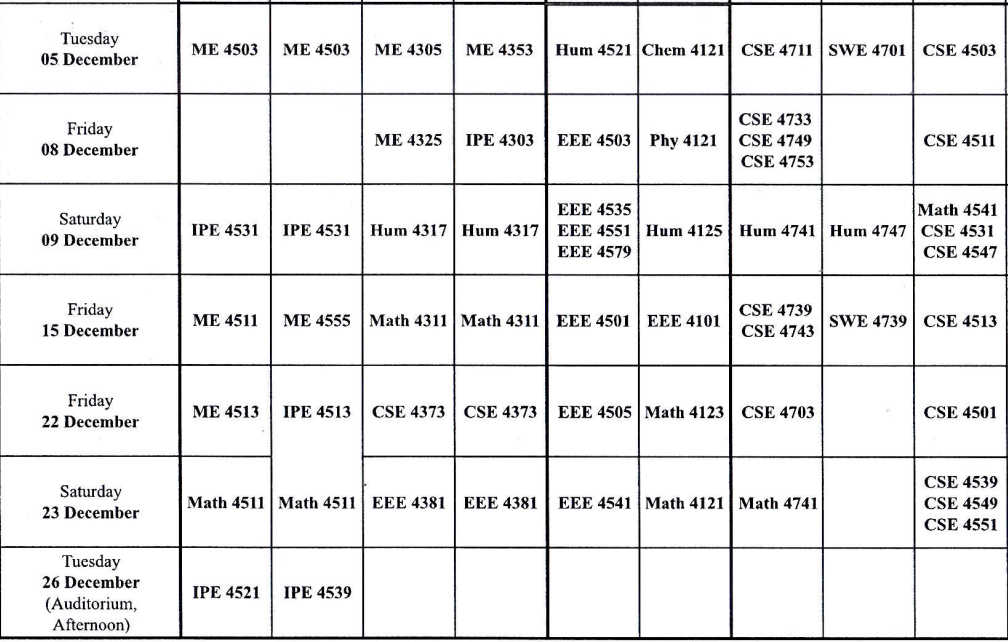 Tuesday
05 December
ME 4503 ME 4503 ME 4305 ME 4353 Hum 4521 Chem 4121 CSE 4711 SWE 4701 CSE 4503
Friday
08 December
ME 4325 IPE 4303 EEE 4503 Phy 4121
CSE 4733
CSE 4749
CSE 4753
CSE 4511
Saturday
09 December
IPE 4531 IPE 4531 Hum 4317 Hum 4317
EEE 4535
EEE 4551
EEE 4579
Hum 4125 Hum 4741 Hum 4747
Math 4541
CSE 4531
CSE 4547
Friday
15 December
ME 4511 ME 4555 Math 4311 Math 4311 EEE 4501 EEE 4101
CSE 4739
CSE 4743
SWE 4739 CSE 4513
Friday
22 December
ME 4513 IPE 4513 CSE 4373 CSE 4373 EEE 4505 Math 4123 CSE 4703 CSE 4501
Saturday
23 December
Math 4511 Math 4511 EEE 4381 EEE 4381 EEE 4541 Math 4121 Math 4741
CSE 4539
CSE 4549
CSE 4551
Tuesday
26 December
(Auditorium,
Afternoon)
IPE 4521 IPE 4539